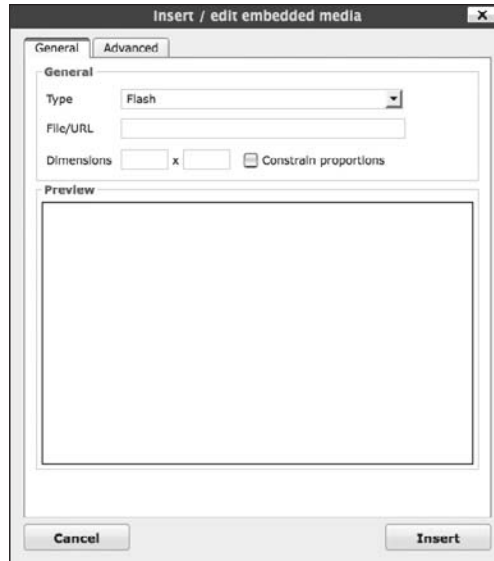 Insert / edit embedded media X
General Advanced
General
Type Flash
File/URL
Dimensions x Constrain proportions
Preview
Cancel Insert